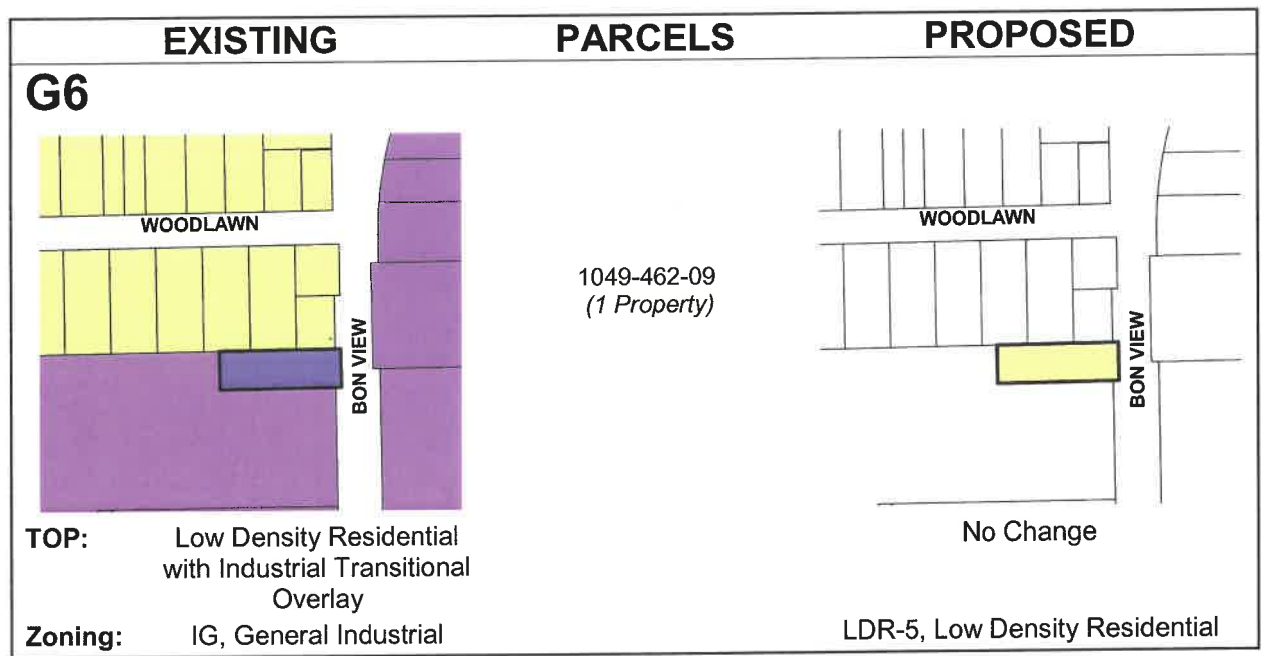 EXISTING PARCELS PROPOSED
G6
WOODLAWN
BON VIEW
1049-462-09
(1 Property)
WOODLAWN
BON VIEW
TOP: Low Density Residential
with Industrial Transitional
Overlay
No Change
Zoning: IG, General Industrial
LDR-5, Low Density Residential